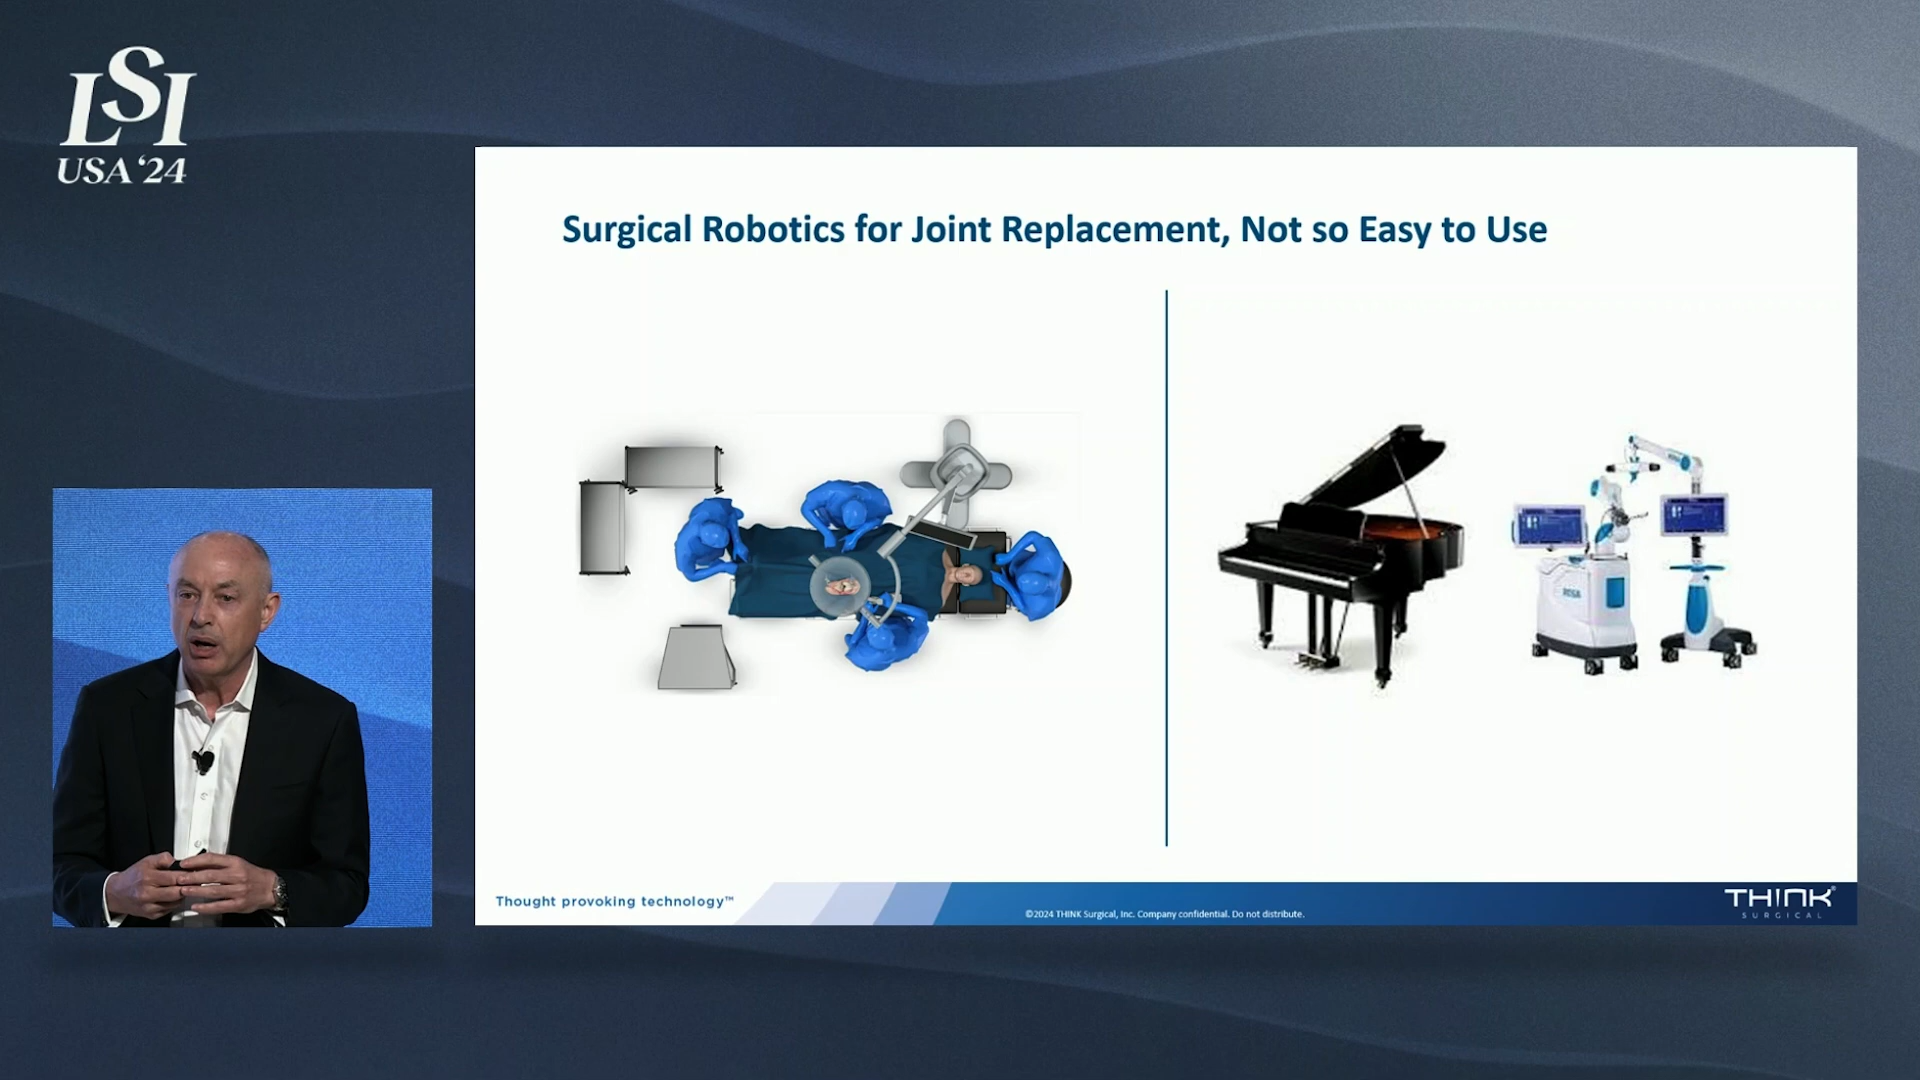 LSI
USA '24
Surgical Robotics for Joint Replacement, Not so Easy to Use
ROSA
Thought provoking technology™
©2024 THINK Surgical, Inc. Company confidential. Do not distribute.
THINK®
SURGICAL